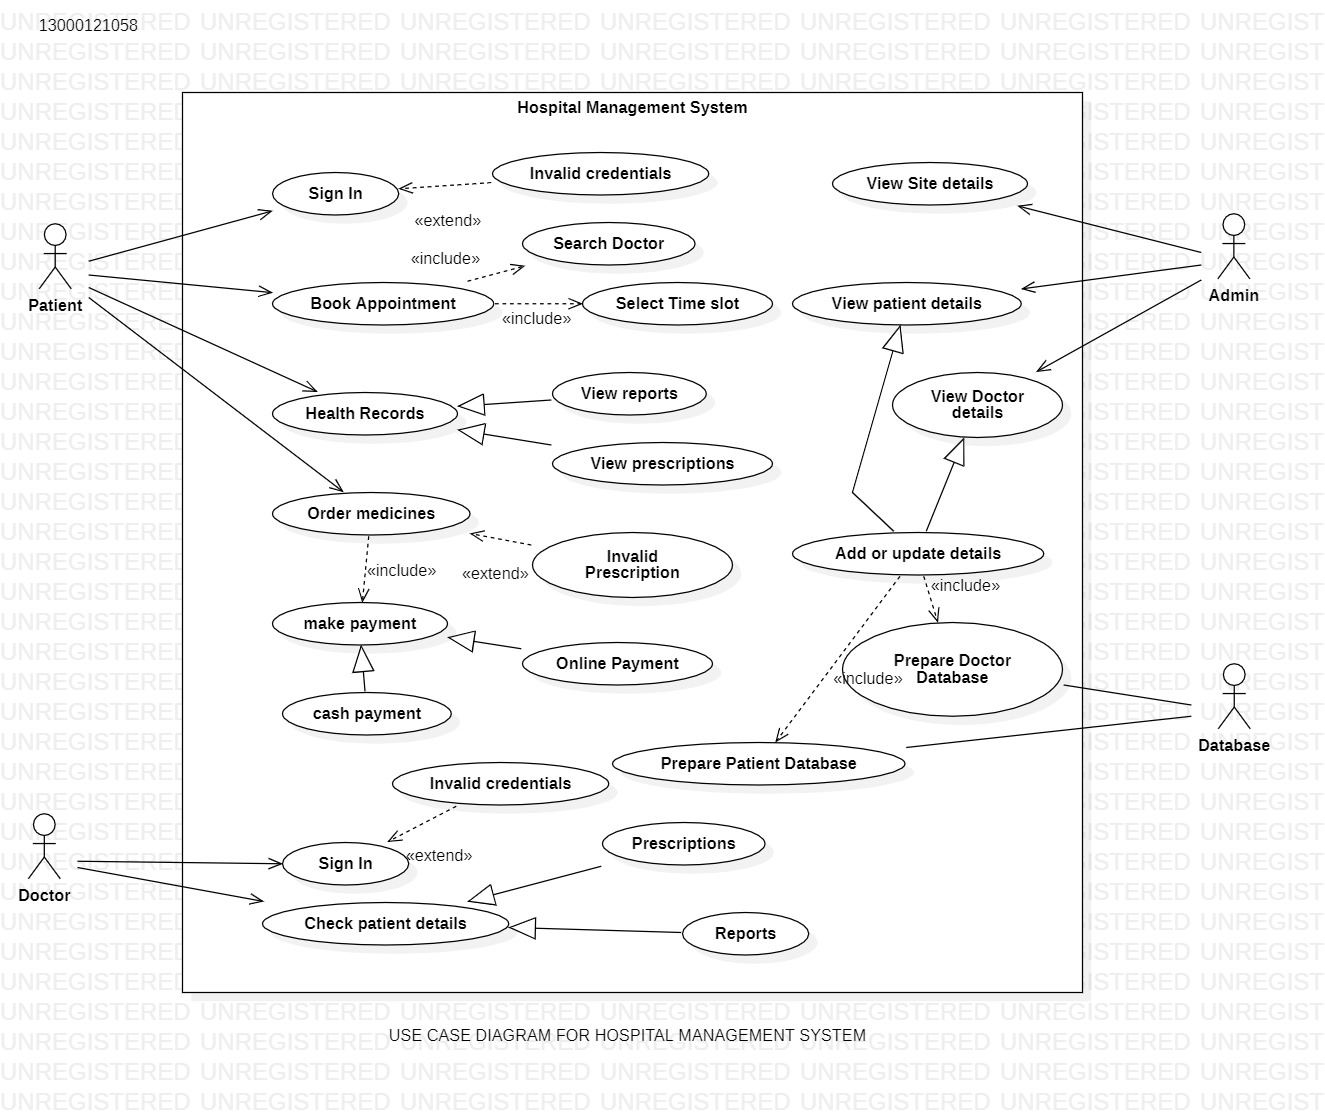 13000121058
Hospital Management System
Invalid credentials
Sign In
View Site details
«extend»
Search Doctor
«include»
Patient
Book Appointment
Select Time slot
View patient details
Admin
«include»
View reports
Health Records
View Doctor
details
View prescriptions
Order medicines
Invalid
Prescription
«include»
«extend»
Add or update details
«include»
make payment
Online Payment
Prepare Doctor
Database
«include»
cash payment
Database
Prepare Patient Database
Invalid credentials
Prescriptions
Sign In
«extend»
Doctor
Check patient details
Reports
USE CASE DIAGRAM FOR HOSPITAL MANAGEMENT SYSTEM
UNREGISTERED UNREGISTERED UNREGISTERED UNREGISTERED UNREGISTERED UNREGISTERED UNREGIST